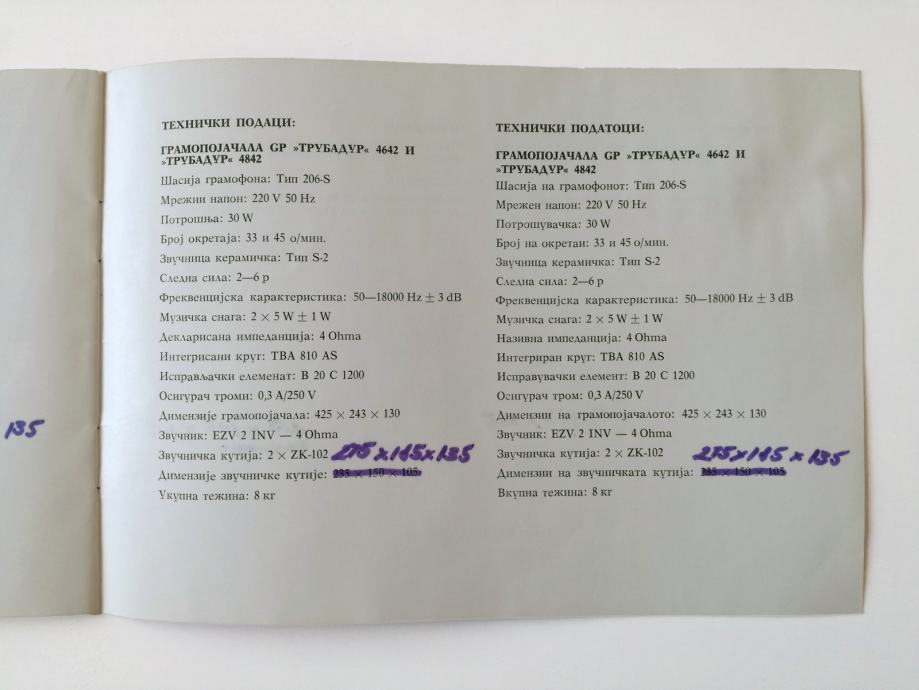 135
ТЕХНИЧКИ ПОДАЦИ:
ГРАМОПОЈАЧАЛА GP »ТРУБАДУР« 4642 И
»ТРУБАДУР« 4842
Шасија грамофона: Тип 206-S
Мрежни напон: 220 V 50 Hz
Потрошња: 30 W
Број окретаја: 33 и 45 о/мин.
Звучница керамичка: Тип S-2
Следна сила: 2—6 р
Фреквенцијска карактеристика: 50—18000 Hz ± 3 dB
Музичка снага: 2 × 5 W ± 1 W
Декларисана импеданција: 4 Ohma
Интегрисани круг: TBA 810 AS
Исправљачки елеменат: B 20 C 1200
Осигурач троми: 0,3 A/250 V
Димензије грамопојачала: 425 × 243 × 130
Звучник: EZV 2 INV — 4 Ohma
Звучничка кутија: 2 × ZK-102 275×145×135
Димензије звучничке кутије: 235 × 150 × 105
Укупна тежина: 8 кг
ТЕХНИЧКИ ПОДАТОЦИ:
ГРАМОПОЈАЧАЛА GP »ТРУБАДУР« 4642 И
»ТРУБАДУР« 4842
Шасија на грамофонот: Тип 206-S
Мрежен напон: 220 V 50 Hz
Потрошувачка: 30 W
Број на окретаи: 33 и 45 о/мин.
Звучница керамичка: Тип S-2
Следна сила: 2—6 р
Фреквенцијска карактеристика: 50—18000 Hz ± 3 dB
Музичка снага: 2 × 5 W ± 1 W
Називна импеданција: 4 Ohma
Интегриран круг: TBA 810 AS
Исправувачки елемент: B 20 C 1200
Осигурач тром: 0,3 A/250 V
Димензии на грамопојачалото: 425 × 243 × 130
Звучник: EZV 2 INV — 4 Ohma
Звучничка кутија: 2 × ZK-102 275×145×135
Димензии на звучничката кутија: × 150 × 105
Вкупна тежина: 8 кг